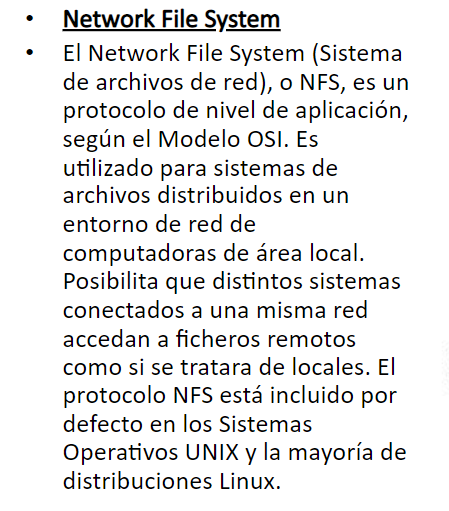 • Network File System
• El Network File System (Sistema
de archivos de red), o NFS, es un
protocolo de nivel de aplicación,
según el Modelo OSI. Es
utilizado para sistemas de
archivos distribuidos en un
entorno de red de
computadoras de área local.
Posibilita que distintos sistemas
conectados a una misma red
accedan a ficheros remotos
como si se tratara de locales. El
protocolo NFS está incluido por
defecto en los Sistemas
Operativos UNIX y la mayoría de
distribuciones Linux.